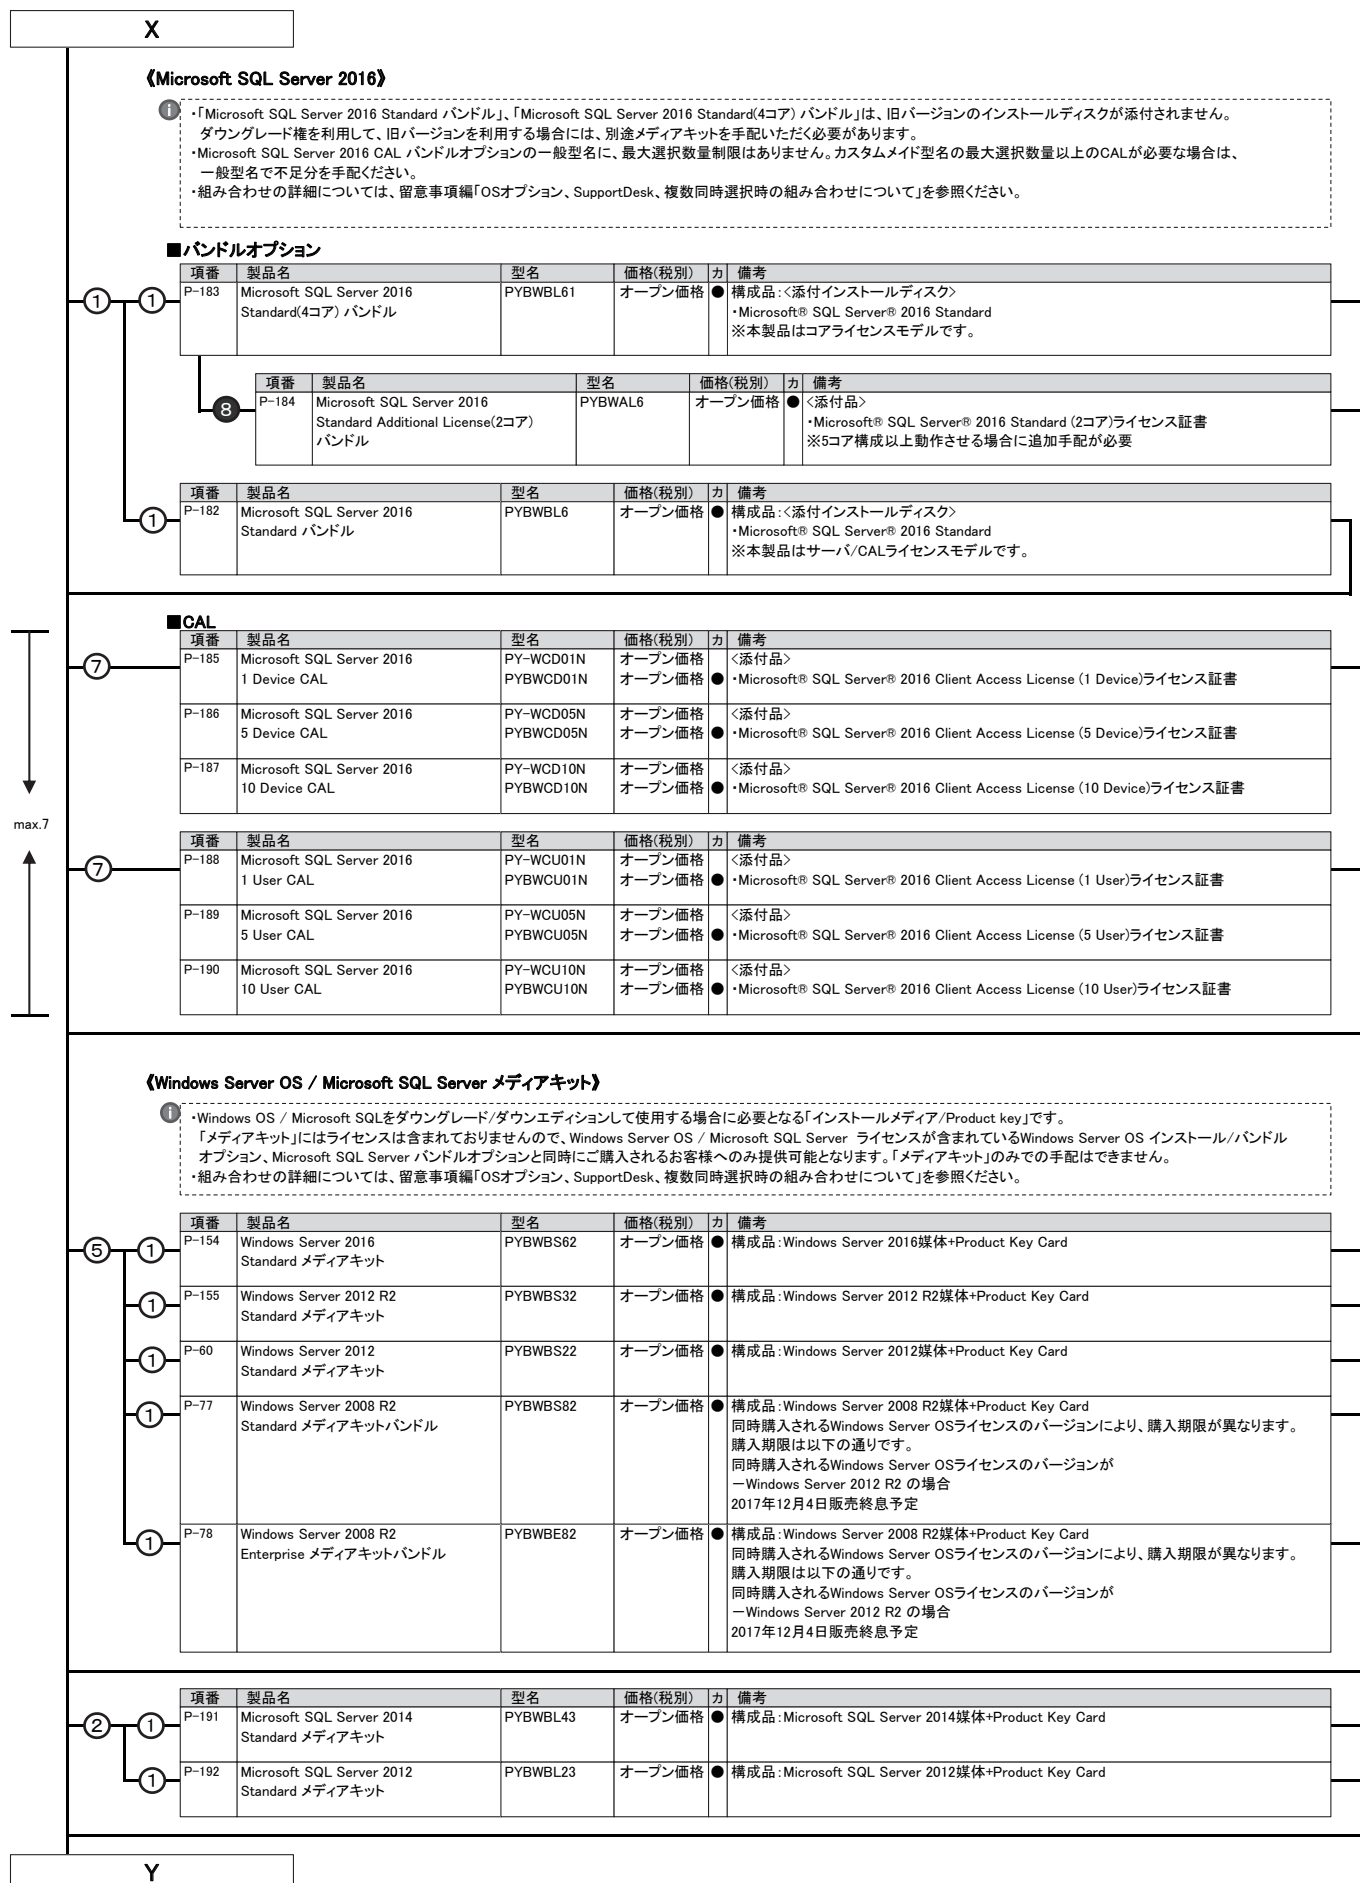 X
《Microsoft SQL Server 2016》
i
・「Microsoft SQL Server 2016 Standard バンドル」、「Microsoft SQL Server 2016 Standard(4コア) バンドル」は、旧バージョンのインストールディスクが添付されません。
ダウングレード権を利用して、旧バージョンを利用する場合には、別途メディアキットを手配いただく必要があります。
・Microsoft SQL Server 2016 CAL バンドルオプションの一般型名に、最大選択数量制限はありません。カスタムメイド型名の最大選択数量以上のCALが必要な場合は、
一般型名で不足分を手配ください。
・組み合わせの詳細については、留意事項編「OSオプション、SupportDesk、複数同時選択時の組み合わせについて」を参照ください。
■バンドルオプション
項番 製品名 型名 価格(税別) カ 備考
① ① P-183 Microsoft SQL Server 2016 PYBWBL61 オープン価格 ● 構成品:<添付インストールディスク>
Standard(4コア) バンドル ・Microsoft® SQL Server® 2016 Standard
※本製品はコアライセンスモデルです。
項番 製品名 型名 価格(税別) カ 備考
8 P-184 Microsoft SQL Server 2016 PYBWAL6 オープン価格 ● <添付品>
Standard Additional License(2コア) ・Microsoft® SQL Server® 2016 Standard (2コア)ライセンス証書
バンドル ※5コア構成以上動作させる場合に追加手配が必要
項番 製品名 型名 価格(税別) カ 備考
① P-182 Microsoft SQL Server 2016 PYBWBL6 オープン価格 ● 構成品:<添付インストールディスク>
Standard バンドル ・Microsoft® SQL Server® 2016 Standard
※本製品はサーバ/CALライセンスモデルです。
■CAL
項番 製品名 型名 価格(税別) カ 備考
⑦ P-185 Microsoft SQL Server 2016 PY-WCD01N オープン価格 <添付品>
1 Device CAL PYBWCD01N オープン価格 ● ・Microsoft® SQL Server® 2016 Client Access License (1 Device)ライセンス証書
P-186 Microsoft SQL Server 2016 PY-WCD05N オープン価格 <添付品>
5 Device CAL PYBWCD05N オープン価格 ● ・Microsoft® SQL Server® 2016 Client Access License (5 Device)ライセンス証書
P-187 Microsoft SQL Server 2016 PY-WCD10N オープン価格 <添付品>
10 Device CAL PYBWCD10N オープン価格 ● ・Microsoft® SQL Server® 2016 Client Access License (10 Device)ライセンス証書
max.7
項番 製品名 型名 価格(税別) カ 備考
⑦ P-188 Microsoft SQL Server 2016 PY-WCU01N オープン価格 <添付品>
1 User CAL PYBWCU01N オープン価格 ● ・Microsoft® SQL Server® 2016 Client Access License (1 User)ライセンス証書
P-189 Microsoft SQL Server 2016 PY-WCU05N オープン価格 <添付品>
5 User CAL PYBWCU05N オープン価格 ● ・Microsoft® SQL Server® 2016 Client Access License (5 User)ライセンス証書
P-190 Microsoft SQL Server 2016 PY-WCU10N オープン価格 <添付品>
10 User CAL PYBWCU10N オープン価格 ● ・Microsoft® SQL Server® 2016 Client Access License (10 User)ライセンス証書
《Windows Server OS / Microsoft SQL Server メディアキット》
i
・Windows OS / Microsoft SQLをダウングレード/ダウンエディションして使用する場合に必要となる「インストールメディア/Product key」です。
「メディアキット」にはライセンスは含まれておりませんので、Windows Server OS / Microsoft SQL Server ライセンスが含まれているWindows Server OS インストール/バンドル
オプション、Microsoft SQL Server バンドルオプションと同時にご購入されるお客様へのみ提供可能となります。「メディアキット」のみでの手配はできません。
・組み合わせの詳細については、留意事項編「OSオプション、SupportDesk、複数同時選択時の組み合わせについて」を参照ください。
項番 製品名 型名 価格(税別) カ 備考
⑤ ① P-154 Windows Server 2016 PYBWBS62 オープン価格 ● 構成品:Windows Server 2016媒体+Product Key Card
Standard メディアキット
① P-155 Windows Server 2012 R2 PYBWBS32 オープン価格 ● 構成品:Windows Server 2012 R2媒体+Product Key Card
Standard メディアキット
① P-60 Windows Server 2012 PYBWBS22 オープン価格 ● 構成品:Windows Server 2012媒体+Product Key Card
Standard メディアキット
① P-77 Windows Server 2008 R2 PYBWBS82 オープン価格 ● 構成品:Windows Server 2008 R2媒体+Product Key Card
Standard メディアキットバンドル 同時購入されるWindows Server OSライセンスのバージョンにより、購入期限が異なります。
購入期限は以下の通りです。
同時購入されるWindows Server OSライセンスのバージョンが
－Windows Server 2012 R2 の場合
2017年12月4日販売終息予定
① P-78 Windows Server 2008 R2 PYBWBE82 オープン価格 ● 構成品:Windows Server 2008 R2媒体+Product Key Card
Enterprise メディアキットバンドル 同時購入されるWindows Server OSライセンスのバージョンにより、購入期限が異なります。
購入期限は以下の通りです。
同時購入されるWindows Server OSライセンスのバージョンが
－Windows Server 2012 R2 の場合
2017年12月4日販売終息予定
項番 製品名 型名 価格(税別) カ 備考
② ① P-191 Microsoft SQL Server 2014 PYBWBL43 オープン価格 ● 構成品:Microsoft SQL Server 2014媒体+Product Key Card
Standard メディアキット
① P-192 Microsoft SQL Server 2012 PYBWBL23 オープン価格 ● 構成品:Microsoft SQL Server 2012媒体+Product Key Card
Standard メディアキット
Y